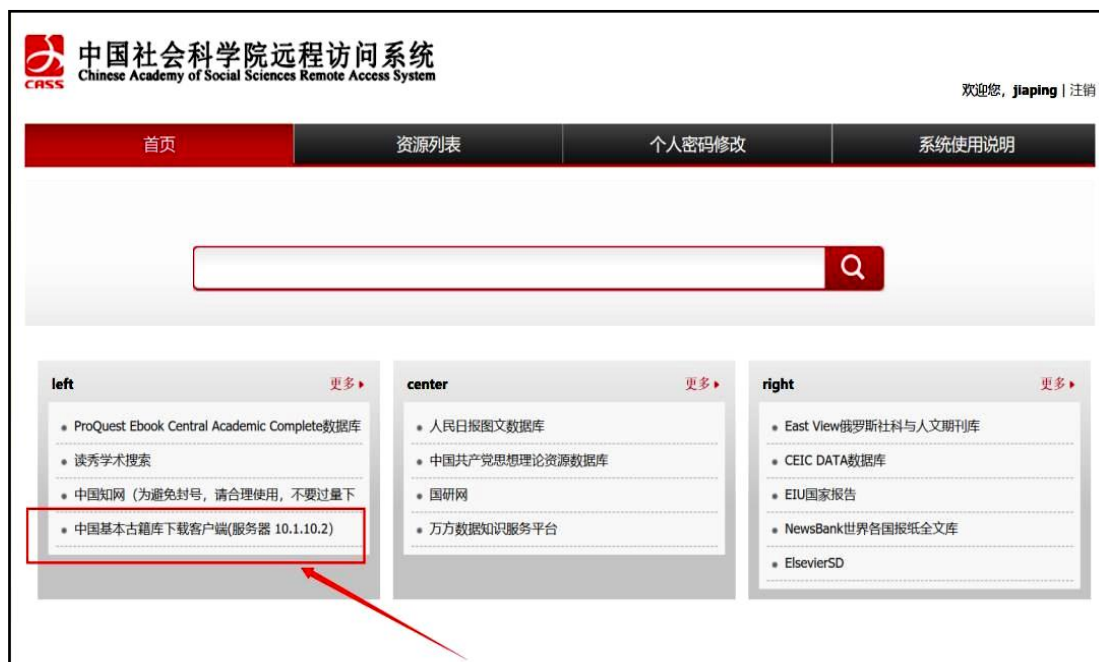 中国社会科学院远程访问系统
Chinese Academy of Social Sciences Remote Access System
CASS
欢迎您，jiaping | 注销
首页 资源列表 个人密码修改 系统使用说明
left 更多
ProQuest Ebook Central Academic Complete数据库
读秀学术搜索
中国知网（为避免封号，请合理使用，不要过量下
中国基本古籍库下载客户端(服务器 10.1.10.2)
center 更多
人民日报图文数据库
中国共产党思想理论资源数据库
国研网
万方数据知识服务平台
right 更多
East View俄罗斯社科与人文期刊库
CEIC DATA数据库
EIU国家报告
NewsBank世界各国报纸全文库
ElsevierSD